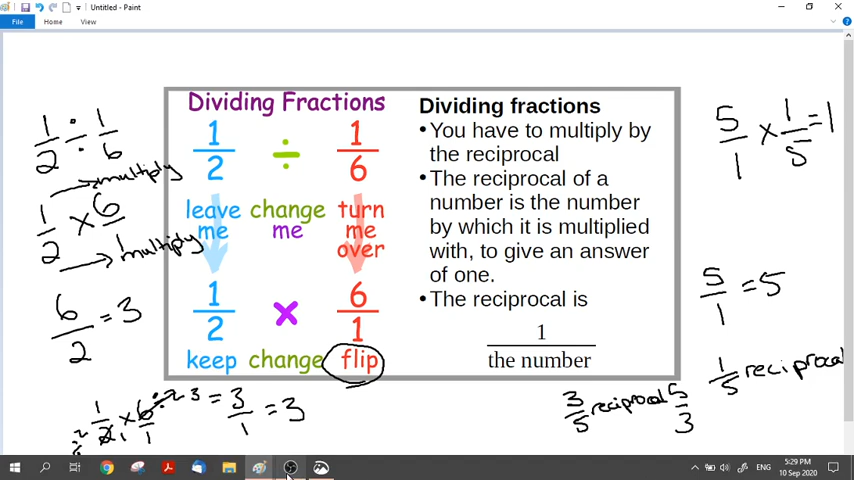 Untitled - Paint
File Home View
Dividing Fractions
1/2 ÷ 1/6
leave me
change me
turn me over
1/2 × 6/1
keep change flip
Dividing fractions
•You have to multiply by
the reciprocal
•The reciprocal of a
number is the number
by which it is multiplied
with, to give an answer
of one.
•The reciprocal is
1
the number
1/2 ÷ 1/6
multiply
1/2 × 6/1
multiply
6/2 = 3
1/2 × 6/1
= 3/1 = 3
5/1 × 1/5 = 1
5/1 = 5
1/5 reciprocal
3/5 reciprocal 5/3
ENG
5:29 PM
10 Sep 2020